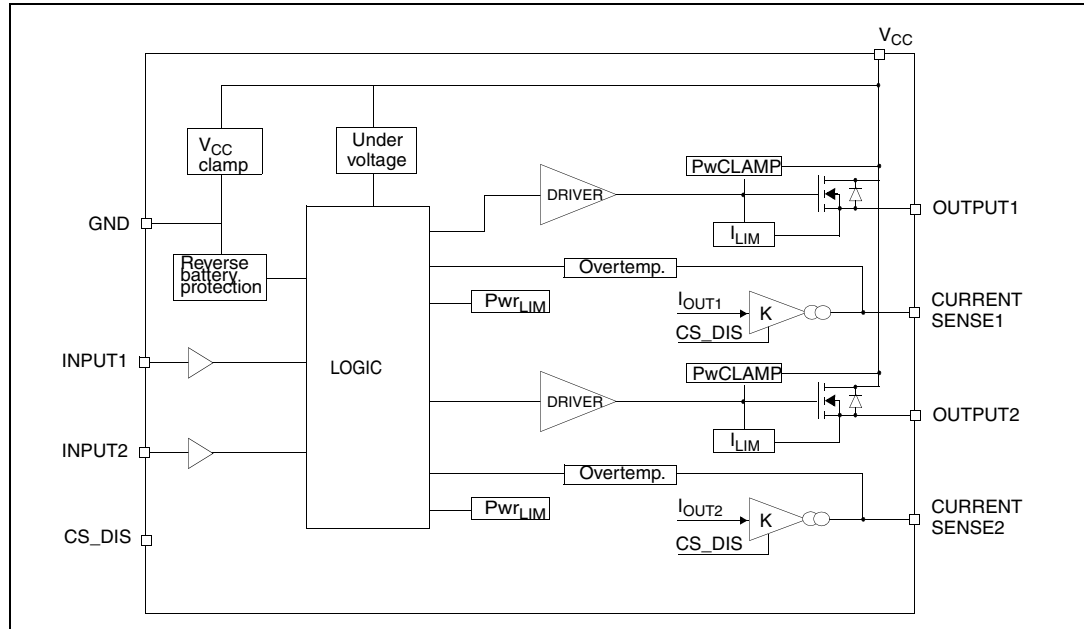 VCC
VCC
clamp
Under
voltage
PwCLAMP
DRIVER
OUTPUT1
GND
ILIM
Reverse
battery
protection
Overtemp.
PwrLIM
IOUT1
K
CURRENT
SENSE1
CS_DIS
INPUT1
LOGIC
PwCLAMP
DRIVER
OUTPUT2
INPUT2
ILIM
Overtemp.
PwrLIM
IOUT2
K
CURRENT
SENSE2
CS_DIS
CS_DIS